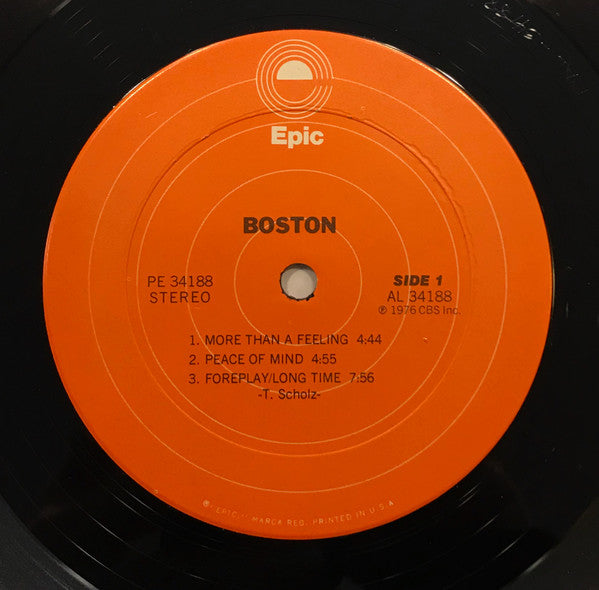 Epic
BOSTON
PE 34188
STEREO
SIDE 1
AL 34188
℗ 1976 CBS Inc.
1. MORE THAN A FEELING 4:44
2. PEACE OF MIND 4:55
3. FOREPLAY/LONG TIME 7:56
-T. Scholz-
® "EPIC," MARCA REG. PRINTED IN U.S.A.